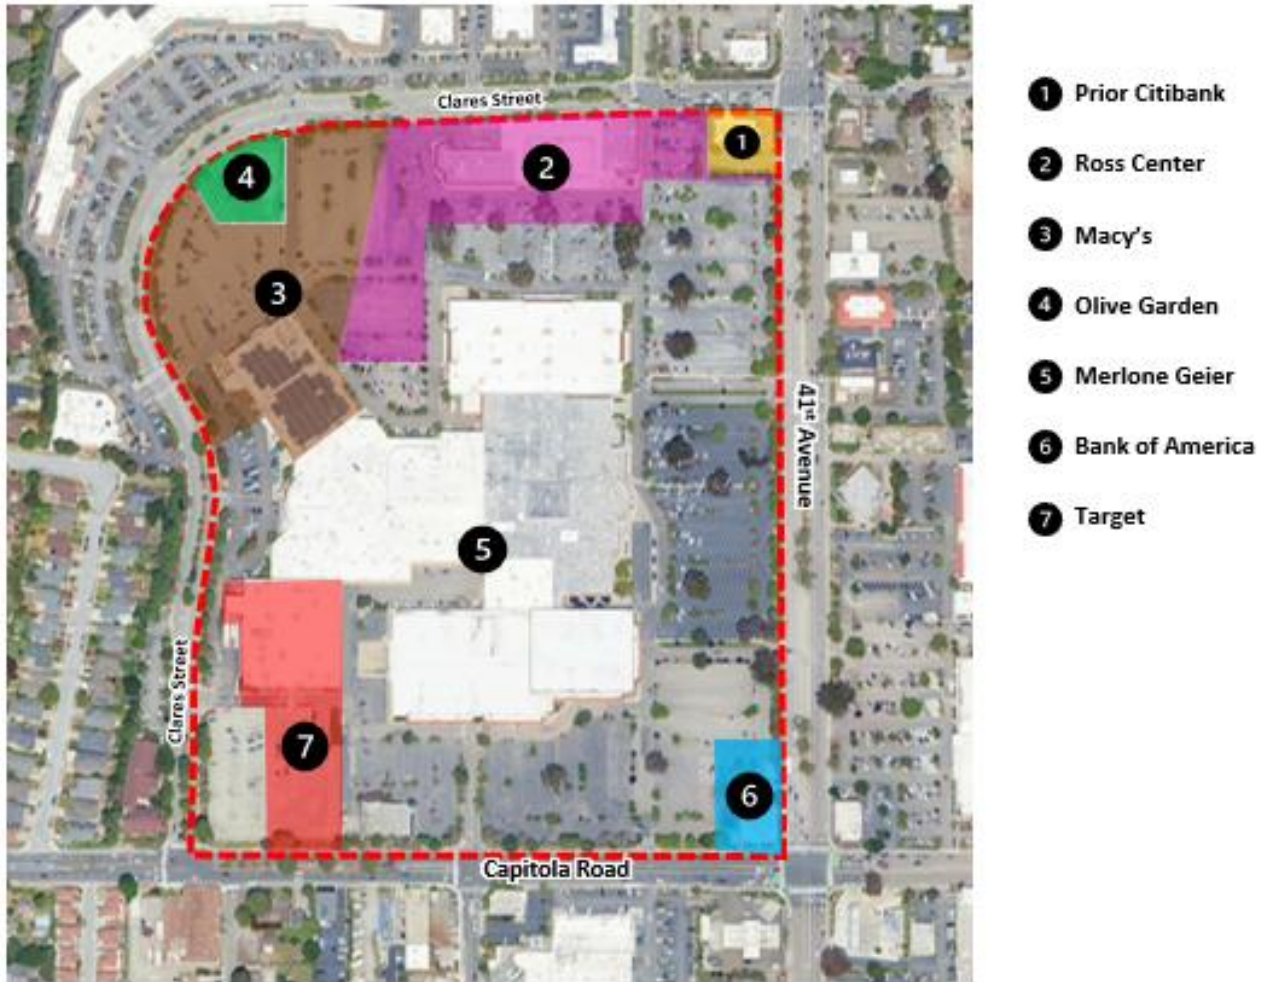 Clares Street
1
2
4
3
41st Avenue
5
Clares Street
7
6
Capitola Road
1 Prior Citibank
2 Ross Center
3 Macy's
4 Olive Garden
5 Merlone Geier
6 Bank of America
7 Target